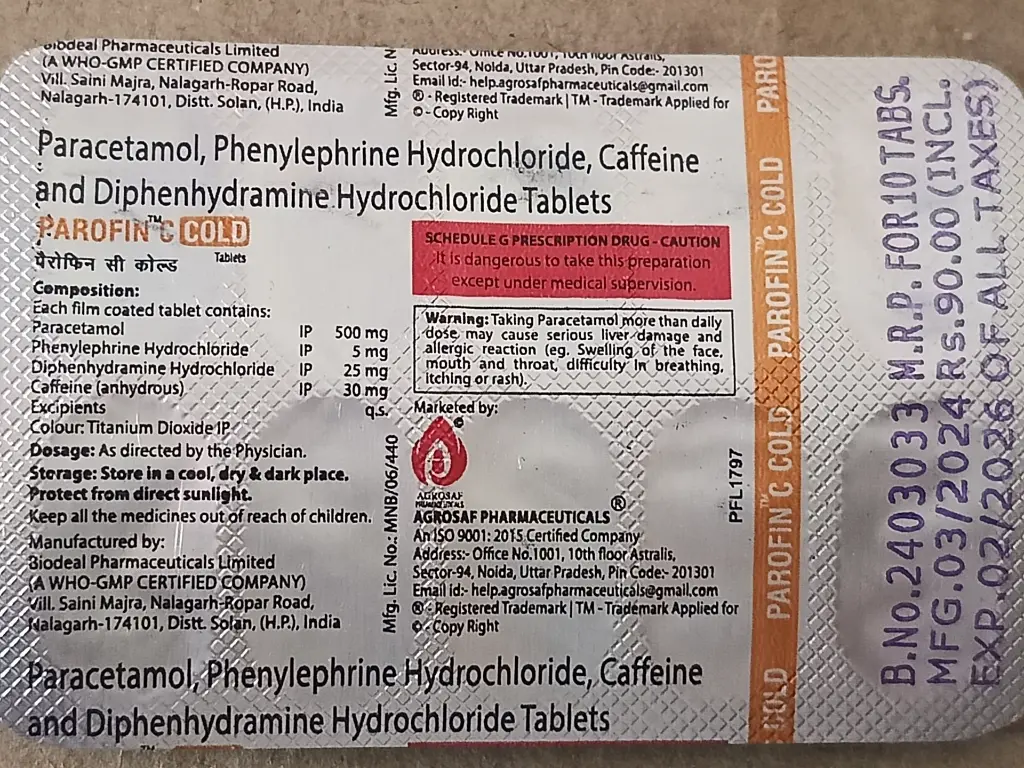 Biodeal Pharmaceuticals Limited
(A WHO-GMP CERTIFIED COMPANY)
Vill. Saini Majra, Nalagarh-Ropar Road,
Nalagarh-174101, Distt. Solan, (H.P.), India
Mfg. Lic. N
Address:- Office No.1001, 10th floor Astralis,
Sector-94, Noida, Uttar Pradesh, Pin Code:- 201301
Email Id:- help.agrosafpharmaceuticals@gmail.com
® - Registered Trademark | TM - Trademark Applied for
© - Copy Right
Paracetamol, Phenylephrine Hydrochloride, Caffeine
and Diphenhydramine Hydrochloride Tablets
PAROFIN™ C COLD
Tablets
पैरोफिन सी कोल्ड
Composition:
Each film coated tablet contains:
Paracetamol IP 500 mg
Phenylephrine Hydrochloride IP 5 mg
Diphenhydramine Hydrochloride IP 25 mg
Caffeine (anhydrous) IP 30 mg
Excipients q.s.
Colour: Titanium Dioxide IP
Dosage: As directed by the Physician.
Storage: Store in a cool, dry & dark place.
Protect from direct sunlight.
Keep all the medicines out of reach of children.
Manufactured by:
Biodeal Pharmaceuticals Limited
(A WHO-GMP CERTIFIED COMPANY)
Vill. Saini Majra, Nalagarh-Ropar Road,
Nalagarh-174101, Distt. Solan, (H.P.), India
Mfg. Lic. No.: MNB/06/440
SCHEDULE G PRESCRIPTION DRUG - CAUTION
It is dangerous to take this preparation
except under medical supervision.
Warning: Taking Paracetamol more than daily
dose may cause serious liver damage and
allergic reaction (eg. Swelling of the face,
mouth and throat, difficulty in breathing,
itching or rash).
Marketed by:
©
AGROSAF
PHARMACEUTICALS
AGROSAF PHARMACEUTICALS®
An ISO 9001: 2015 Certified Company
Address:- Office No.1001, 10th floor Astralis,
Sector-94, Noida, Uttar Pradesh, Pin Code:- 201301
Email id:- help.agrosafpharmaceuticals@gmail.com
® - Registered Trademark | TM - Trademark Applied for
© - Copy Right
PFL1797
Paracetamol, Phenylephrine Hydrochloride, Caffeine
and Diphenhydramine Hydrochloride Tablets
TM
COLD PAROFIN™ C COLD PAROFIN™ C COLD PARO
B.No.2403033 M.R.P.FOR10TABS.
MFG.03/2024 Rs.90.00(INCL.
EXP.02/2026 OF ALL TAXES)